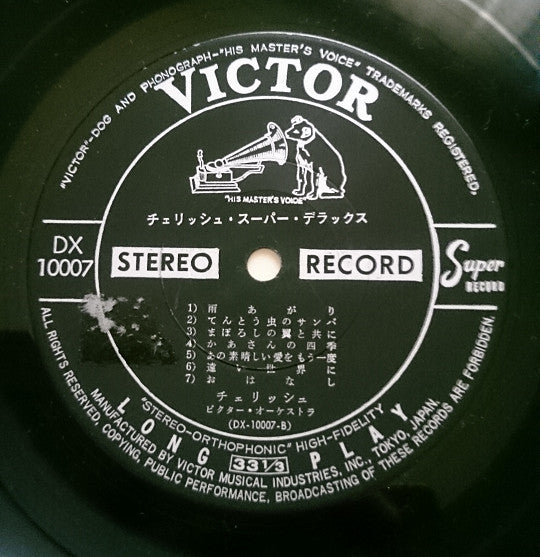 "VICTOR"-DOG AND PHONOGRAPH-"HIS MASTER'S VOICE" TRADEMARKS REGISTERED.
VICTOR
"HIS MASTER'S VOICE"
チェリッシュ・スーパー・デラックス
DX
10007
STEREO RECORD
Super
RECORD
1) 雨あがり
2) てんとう虫のサンバ
3) まぼろしの翼と共に
4) かあさんの四季
5) あの素晴しい愛をもう一度
6) 遠い世界に
7) おはなし
チェリッシュ
ビクター・オーケストラ
(DX-10007-B)
"STEREO-ORTHOPHONIC" HIGH-FIDELITY
LONG 33 1/3 PLAY
MANUFACTURED BY VICTOR MUSICAL INDUSTRIES, INC., TOKYO, JAPAN.
ALL RIGHTS RESERVED, COPYING, PUBLIC PERFORMANCE, BROADCASTING OF THESE RECORDS ARE FORBIDDEN.